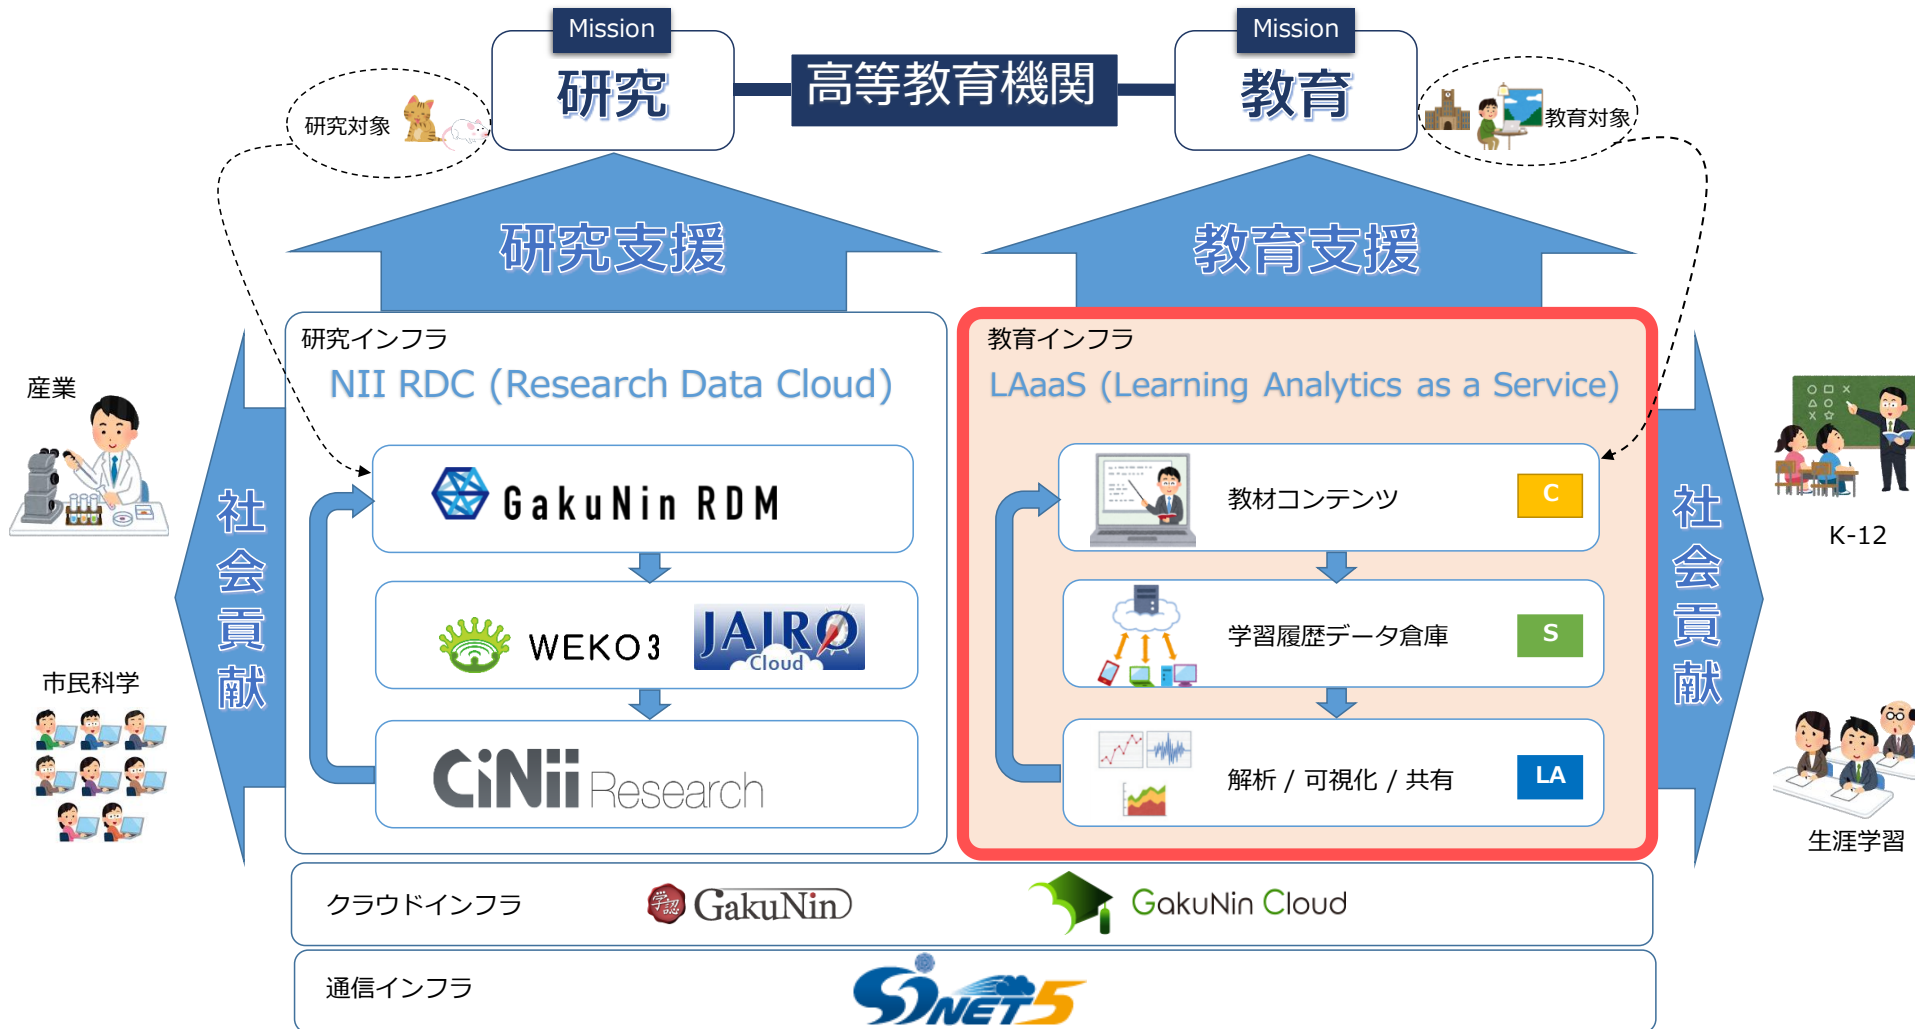 Mission
研究
高等教育機関
Mission
教育
研究対象
教育対象
研究支援
教育支援
研究インフラ
NII RDC (Research Data Cloud)
教育インフラ
LAaaS (Learning Analytics as a Service)
産業
社会貢献
市民科学
GakuNin RDM
WEKO3
JAIRO
Cloud
CiNii Research
教材コンテンツ
C
学習履歴データ倉庫
S
解析 / 可視化 / 共有
LA
社会貢献
K-12
生涯学習
クラウドインフラ
学認
GakuNin
GakuNin Cloud
通信インフラ
SINET5